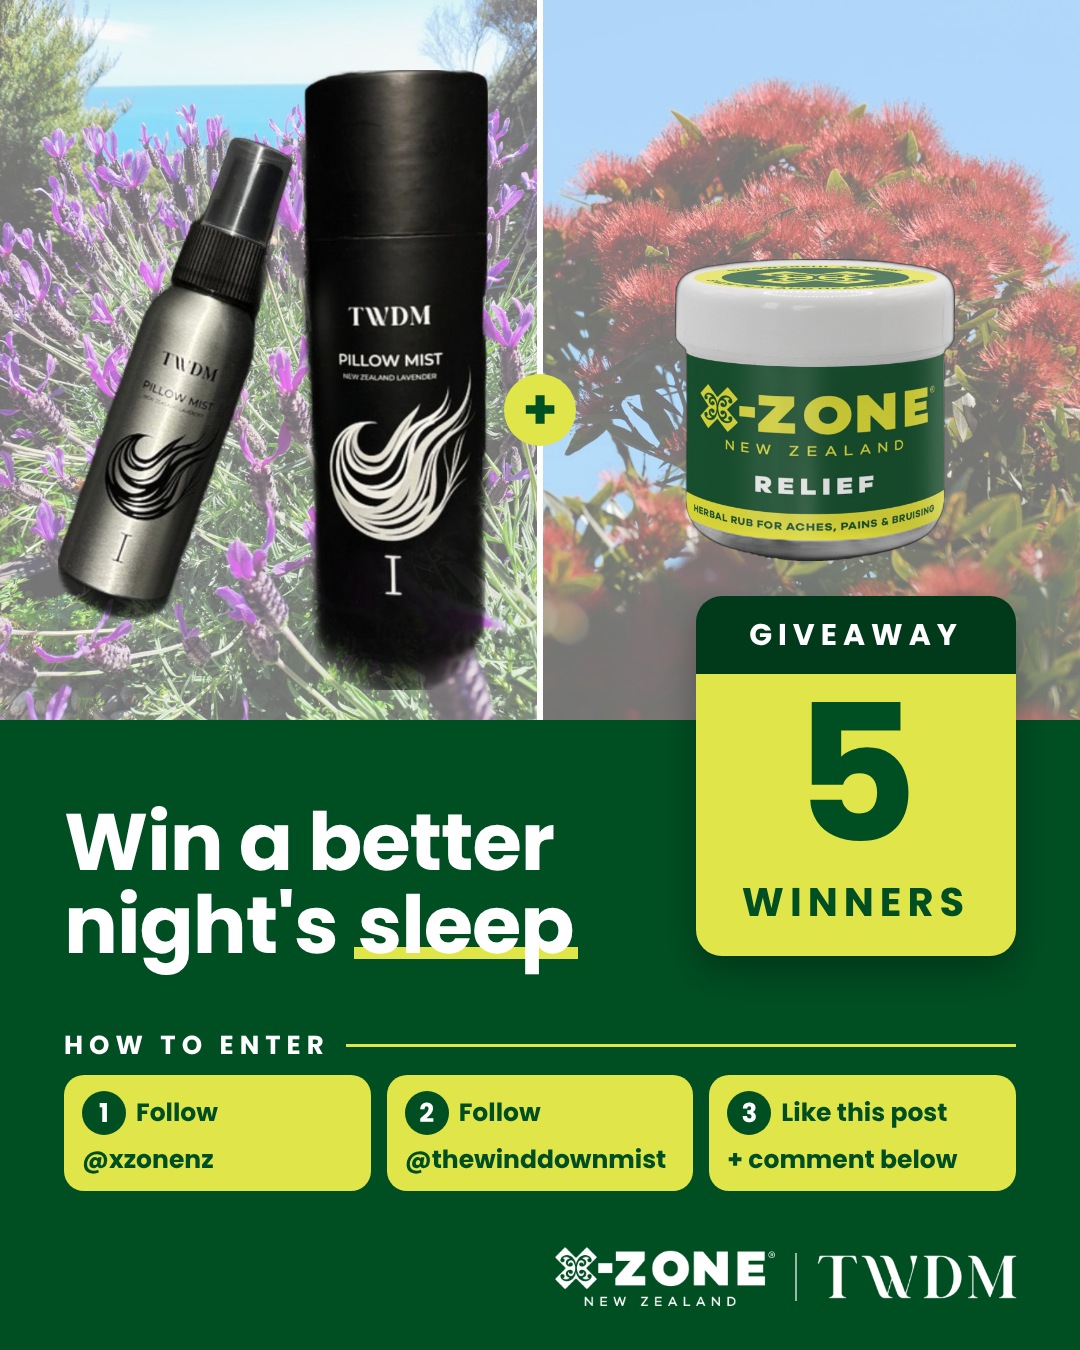 TWDM
PILLOW MIST
I
TWDM
PILLOW MIST
NEW ZEALAND LAVENDER
I
+
X-ZONE®
NEW ZEALAND
RELIEF
HERBAL RUB FOR ACHES, PAINS & BRUISING
GIVEAWAY
5
WINNERS
Win a better
night's sleep
HOW TO ENTER
1 Follow
@xzonenz
2 Follow
@thewinddownmist
3 Like this post
+ comment below
X-ZONE®
NEW ZEALAND
TWDM